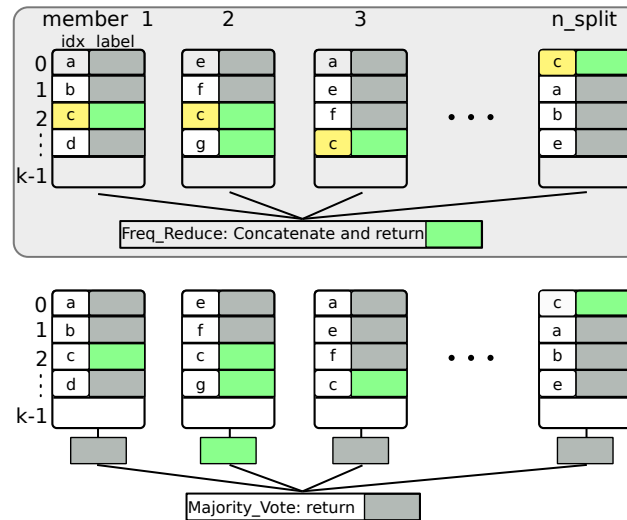 member 1 2 3 n_split
idx label
0 a e a c
1 b f e a
2 c c f b
⋮ d g c e
k-1
• • •
Freq_Reduce: Concatenate and return
0 a e a c
1 b f e a
2 c c f b
⋮ d g c e
k-1
• • •
Majority_Vote: return